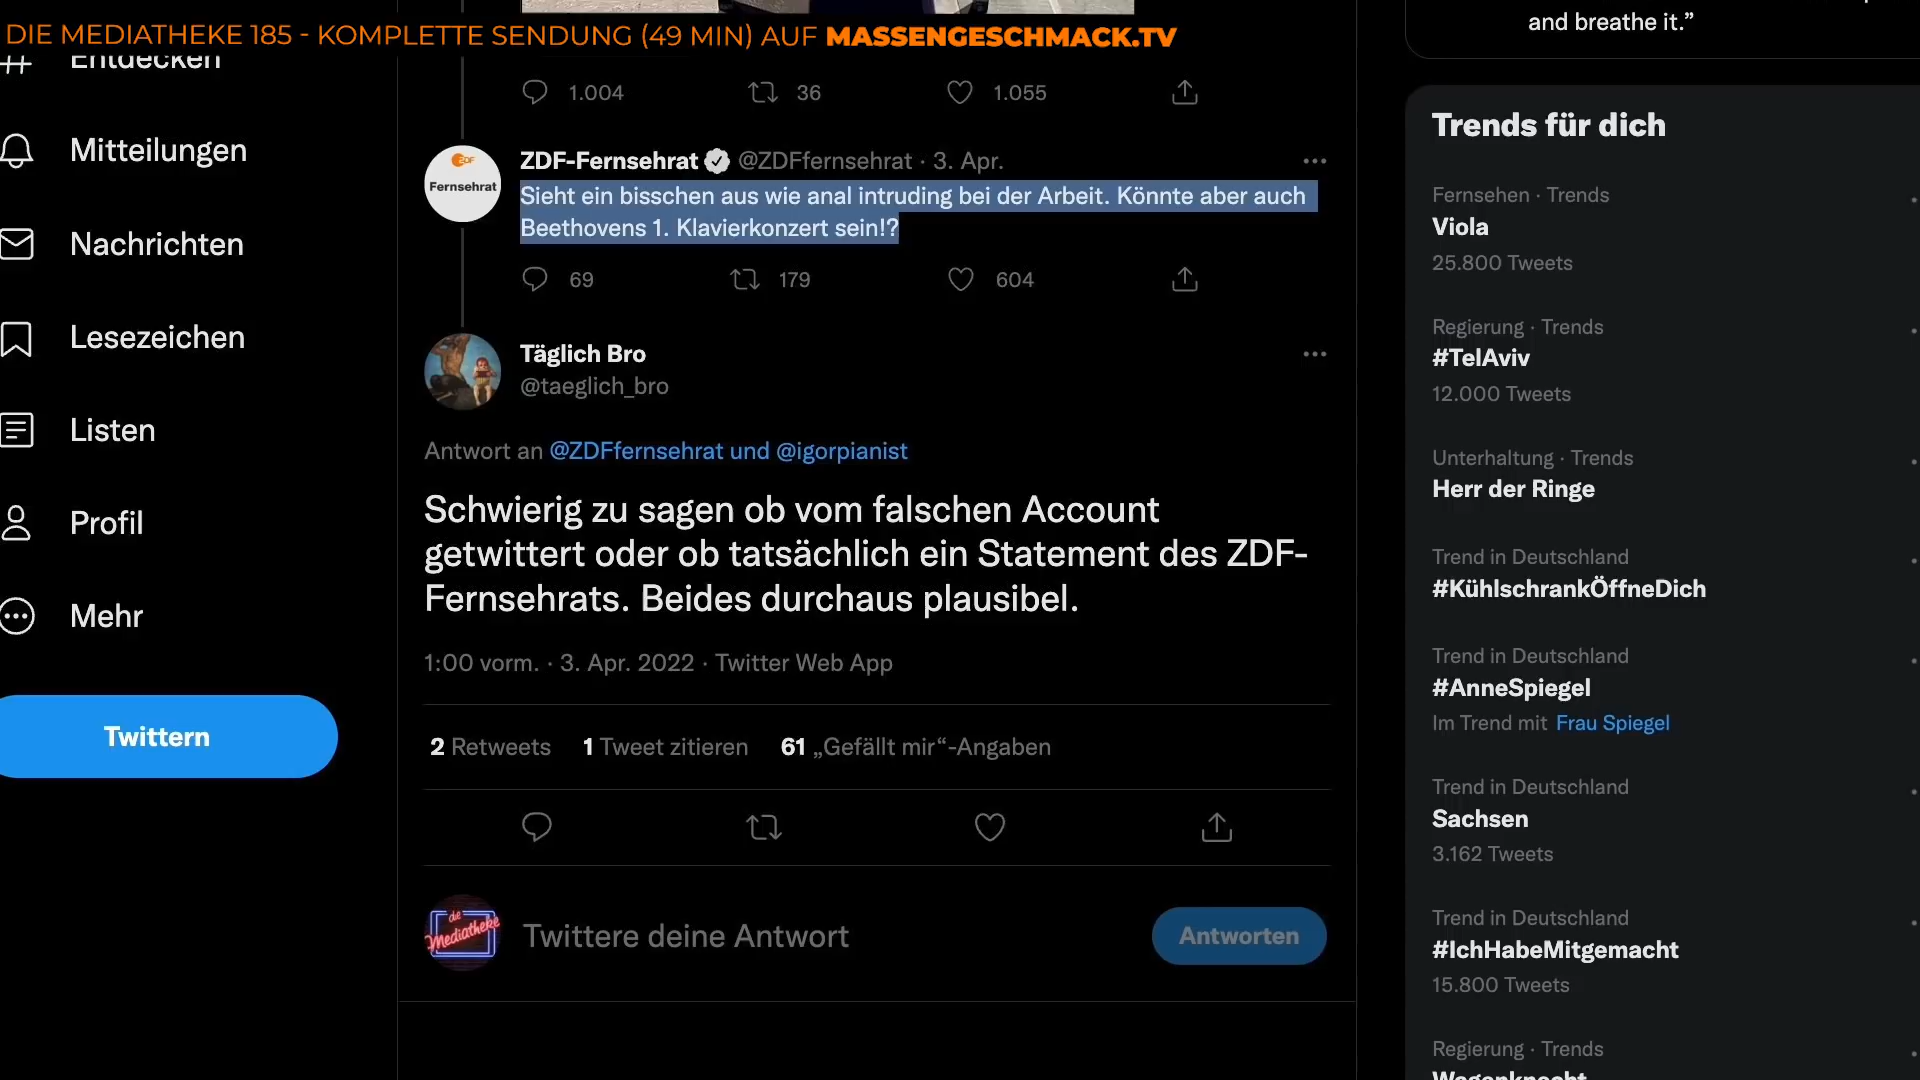 DIE MEDIATHEKE 185 - KOMPLETTE SENDUNG (49 MIN) AUF MASSENGESCHMACK.TV
Entdecken
Mitteilungen
Nachrichten
Lesezeichen
Listen
Profil
Mehr
Twittern
1.004 36 1.055
ZDF Fernsehrat
ZDF-Fernsehrat @ZDFfernsehrat · 3. Apr.
Sieht ein bisschen aus wie anal intruding bei der Arbeit. Könnte aber auch
Beethovens 1. Klavierkonzert sein!?
69 179 604
Täglich Bro
@taeglich_bro
Antwort an @ZDFfernsehrat und @igorpianist
Schwierig zu sagen ob vom falschen Account
getwittert oder ob tatsächlich ein Statement des ZDF-
Fernsehrats. Beides durchaus plausibel.
1:00 vorm. · 3. Apr. 2022 · Twitter Web App
2 Retweets 1 Tweet zitieren 61 „Gefällt mir“-Angaben
die Mediatheke
Twittere deine Antwort
Antworten
and breathe it.”
Trends für dich
Fernsehen · Trends
Viola
25.800 Tweets
Regierung · Trends
#TelAviv
12.000 Tweets
Unterhaltung · Trends
Herr der Ringe
Trend in Deutschland
#KühlschrankÖffneDich
Trend in Deutschland
#AnneSpiegel
Im Trend mit Frau Spiegel
Trend in Deutschland
Sachsen
3.162 Tweets
Trend in Deutschland
#IchHabeMitgemacht
15.800 Tweets
Regierung · Trends
Wagenknecht